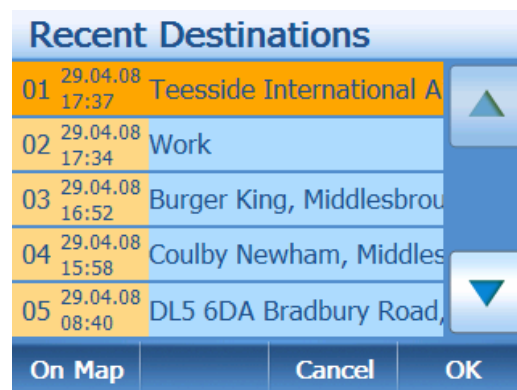 Recent Destinations
01 29.04.08 17:37 Teesside International A
02 29.04.08 17:34 Work
03 29.04.08 16:52 Burger King, Middlesbrou
04 29.04.08 15:58 Coulby Newham, Middles
05 29.04.08 08:40 DL5 6DA Bradbury Road,
On Map Cancel OK